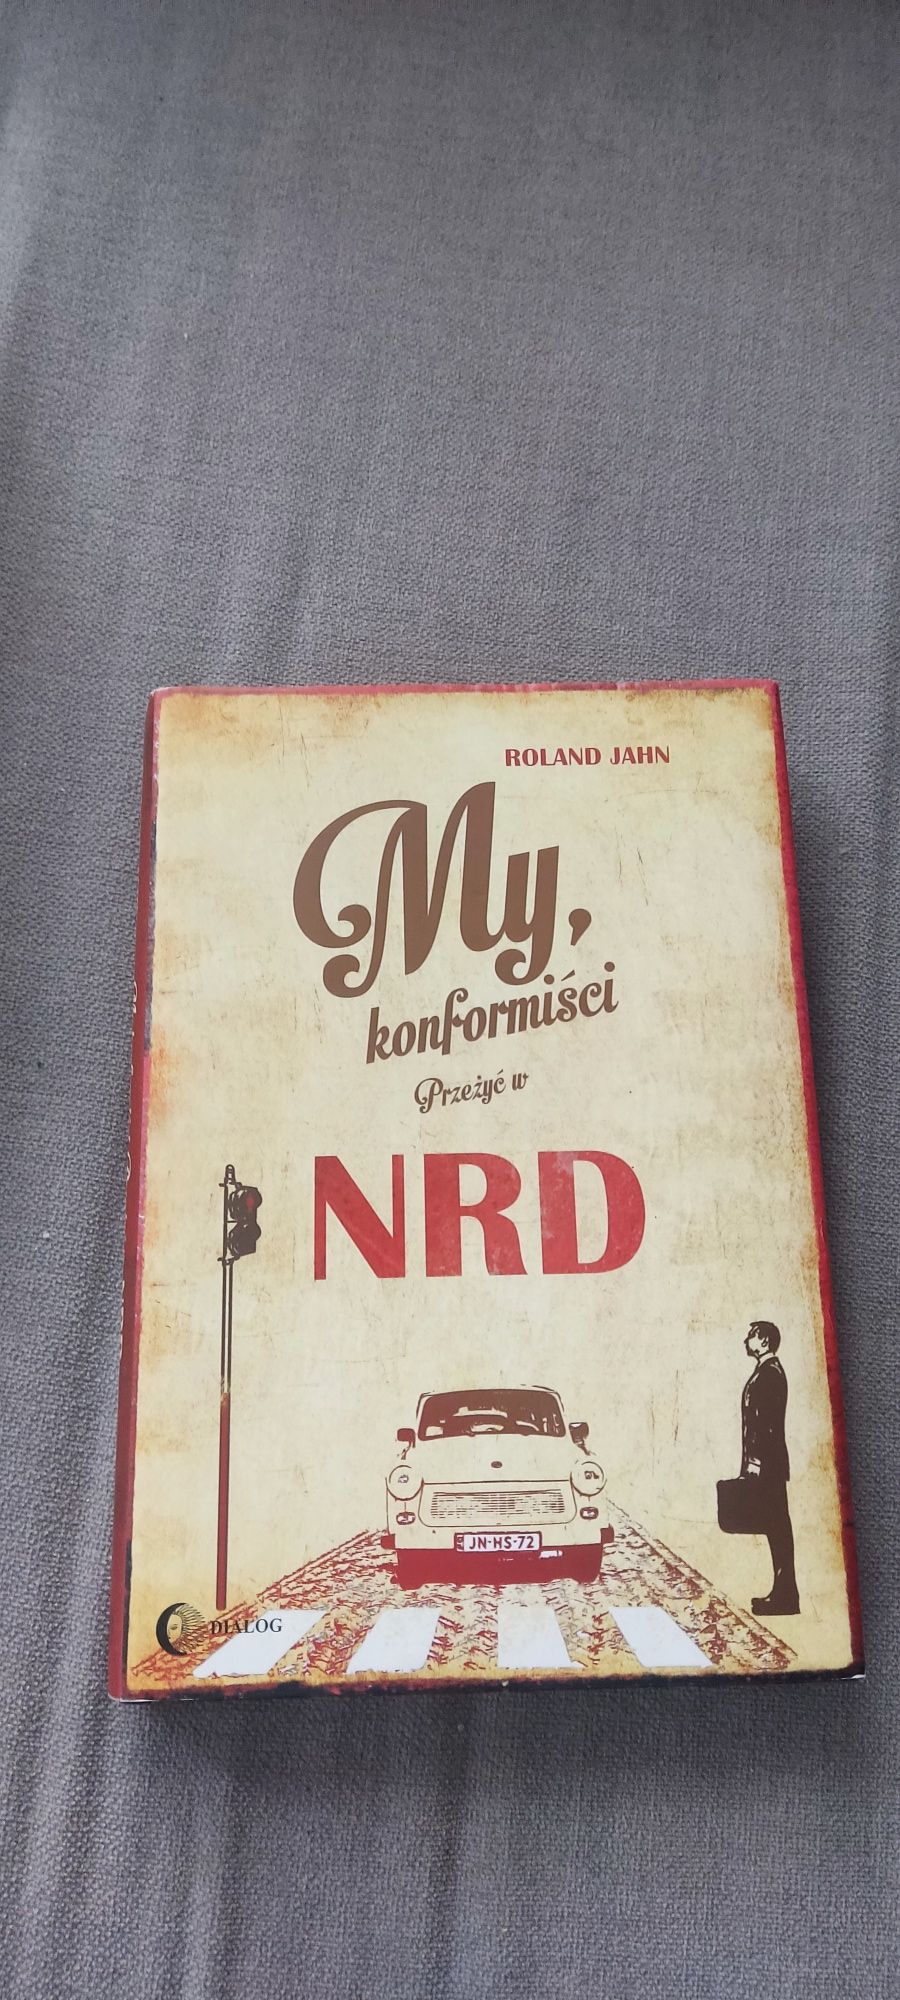 ROLAND JAHN
My,
konformiści
Przeżyć w
NRD
JN-HS-72
DIALOG